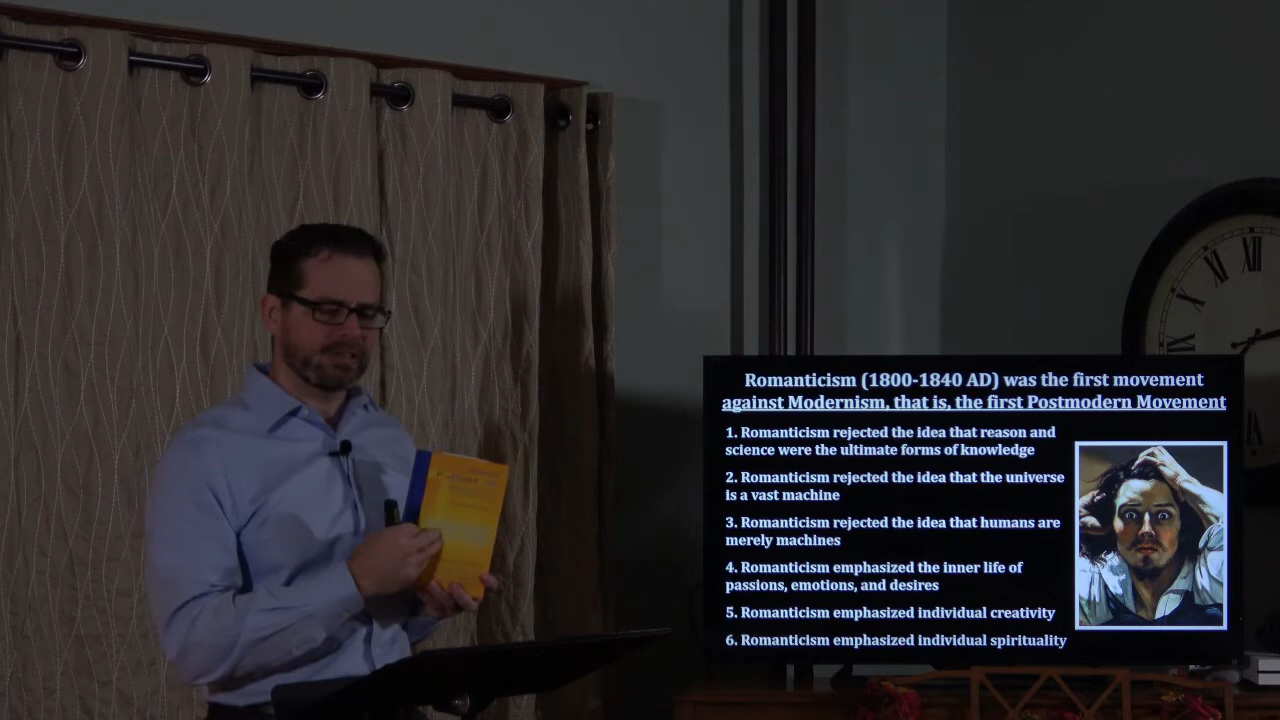 XII
XI
X
IX
Romanticism (1800-1840 AD) was the first movement
against Modernism, that is, the first Postmodern Movement
1. Romanticism rejected the idea that reason and
science were the ultimate forms of knowledge
2. Romanticism rejected the idea that the universe
is a vast machine
3. Romanticism rejected the idea that humans are
merely machines
4. Romanticism emphasized the inner life of
passions, emotions, and desires
5. Romanticism emphasized individual creativity
6. Romanticism emphasized individual spirituality